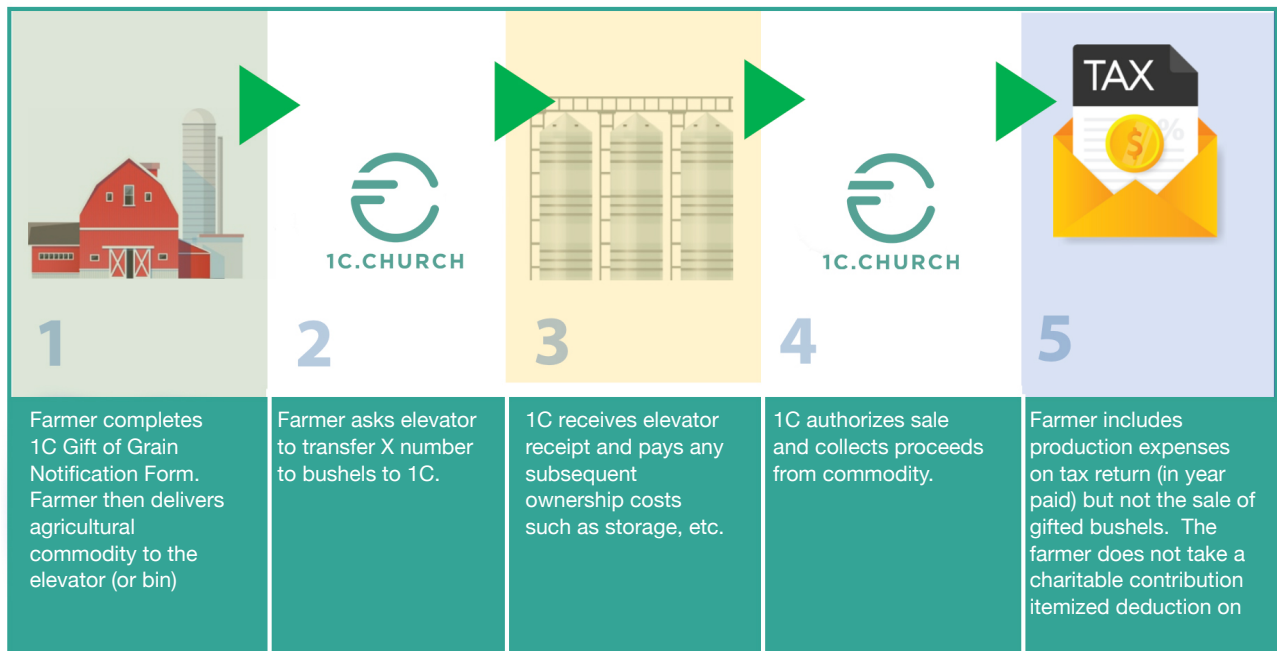 TAX
$
%
1C.CHURCH
1C.CHURCH
1
2
3
4
5
Farmer completes
1C Gift of Grain
Notification Form.
Farmer then delivers
agricultural
commodity to the
elevator (or bin)
Farmer asks elevator
to transfer X number
to bushels to 1C.
1C receives elevator
receipt and pays any
subsequent
ownership costs
such as storage, etc.
1C authorizes sale
and collects proceeds
from commodity.
Farmer includes
production expenses
on tax return (in year
paid) but not the sale of
gifted bushels.  The
farmer does not take a
charitable contribution
itemized deduction on